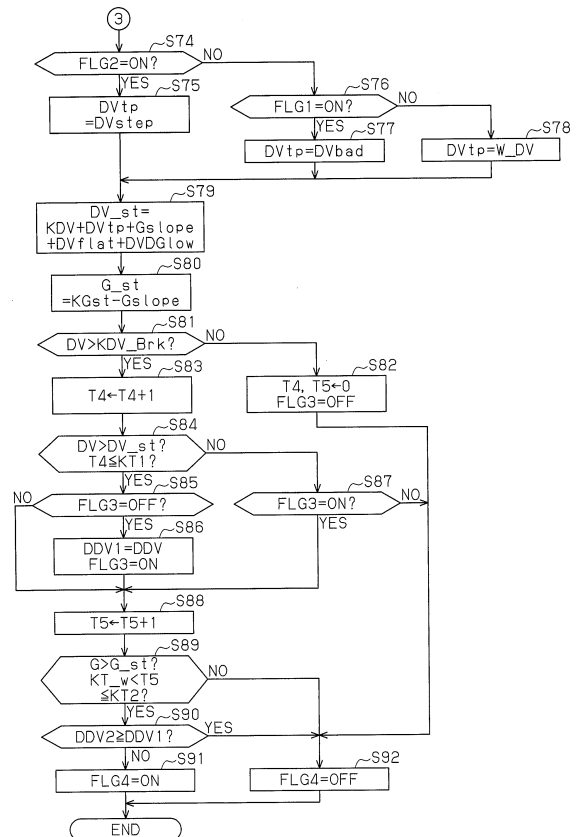 3
S74
FLG2=ON?
NO
YES
S75
DVtp
=DVstep
S76
FLG1=ON?
NO
YES
S77
DVtp=DVbad
S78
DVtp=W_DV
S79
DV_st=
KDV+DVtp+Gslope
+DVflat+DVDGlow
S80
G_st
=KGst-Gslope
S81
DV>KDV_Brk?
NO
YES
S82
T4, T5←0
FLG3=OFF
S83
T4←T4+1
S84
DV>DV_st?
T4≦KT1?
NO
YES
S85
NO
FLG3=OFF?
YES
S86
DDV1=DDV
FLG3=ON
S87
FLG3=ON?
NO
YES
S88
T5←T5+1
S89
G>G_st?
KT_w<T5
≦KT2?
NO
YES
S90
DDV2≧DDV1?
YES
NO
S91
FLG4=ON
S92
FLG4=OFF
END